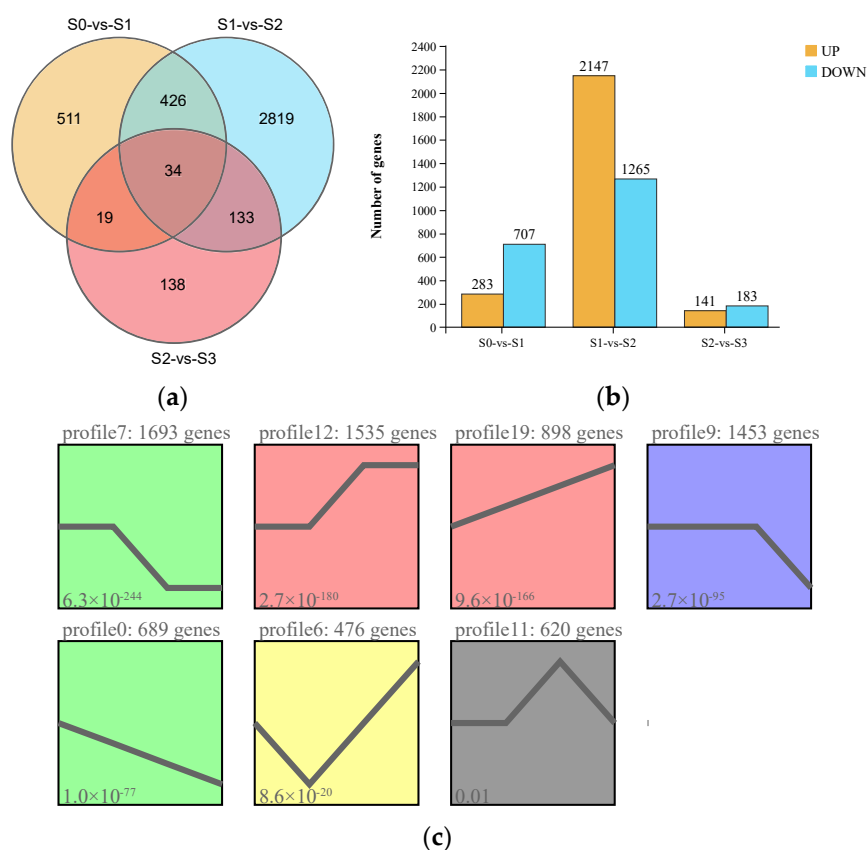 S0-vs-S1 S1-vs-S2
511 426 2819
34
19 133
138
S2-vs-S3
(a)
UP
DOWN
Number of genes
2400
2200
2000
1800
1600
1400
1200
1000
800
600
400
200
0
283 707 2147 1265 141 183
S0-vs-S1 S1-vs-S2 S2-vs-S3
(b)
profile7: 1693 genes profile12: 1535 genes profile19: 898 genes profile9: 1453 genes
6.3×10⁻²⁴⁴ 2.7×10⁻¹⁸⁰ 9.6×10⁻¹⁶⁶ 2.7×10⁻⁹⁵
profile0: 689 genes profile6: 476 genes profile11: 620 genes
1.0×10⁻⁷⁷ 8.6×10⁻²⁰ 0.01
(c)